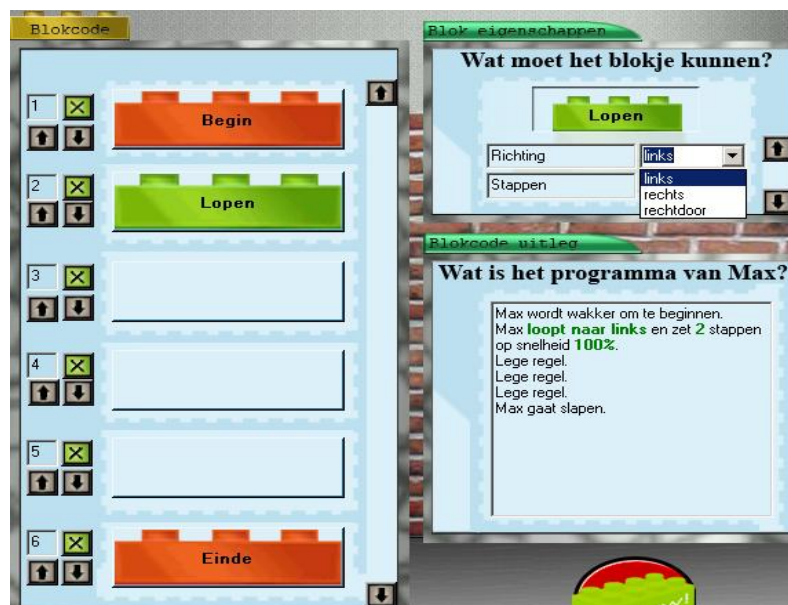 Blokcode
1
Begin
2
Lopen
3
4
5
6
Einde
Blok eigenschappen
Wat moet het blokje kunnen?
Lopen
Richting
links
Stappen
links
rechts
rechtdoor
Blokcode uitleg
Wat is het programma van Max?
Max wordt wakker om te beginnen.
Max loopt naar links en zet 2 stappen
op snelheid 100%.
Lege regel.
Lege regel.
Lege regel.
Max gaat slapen.